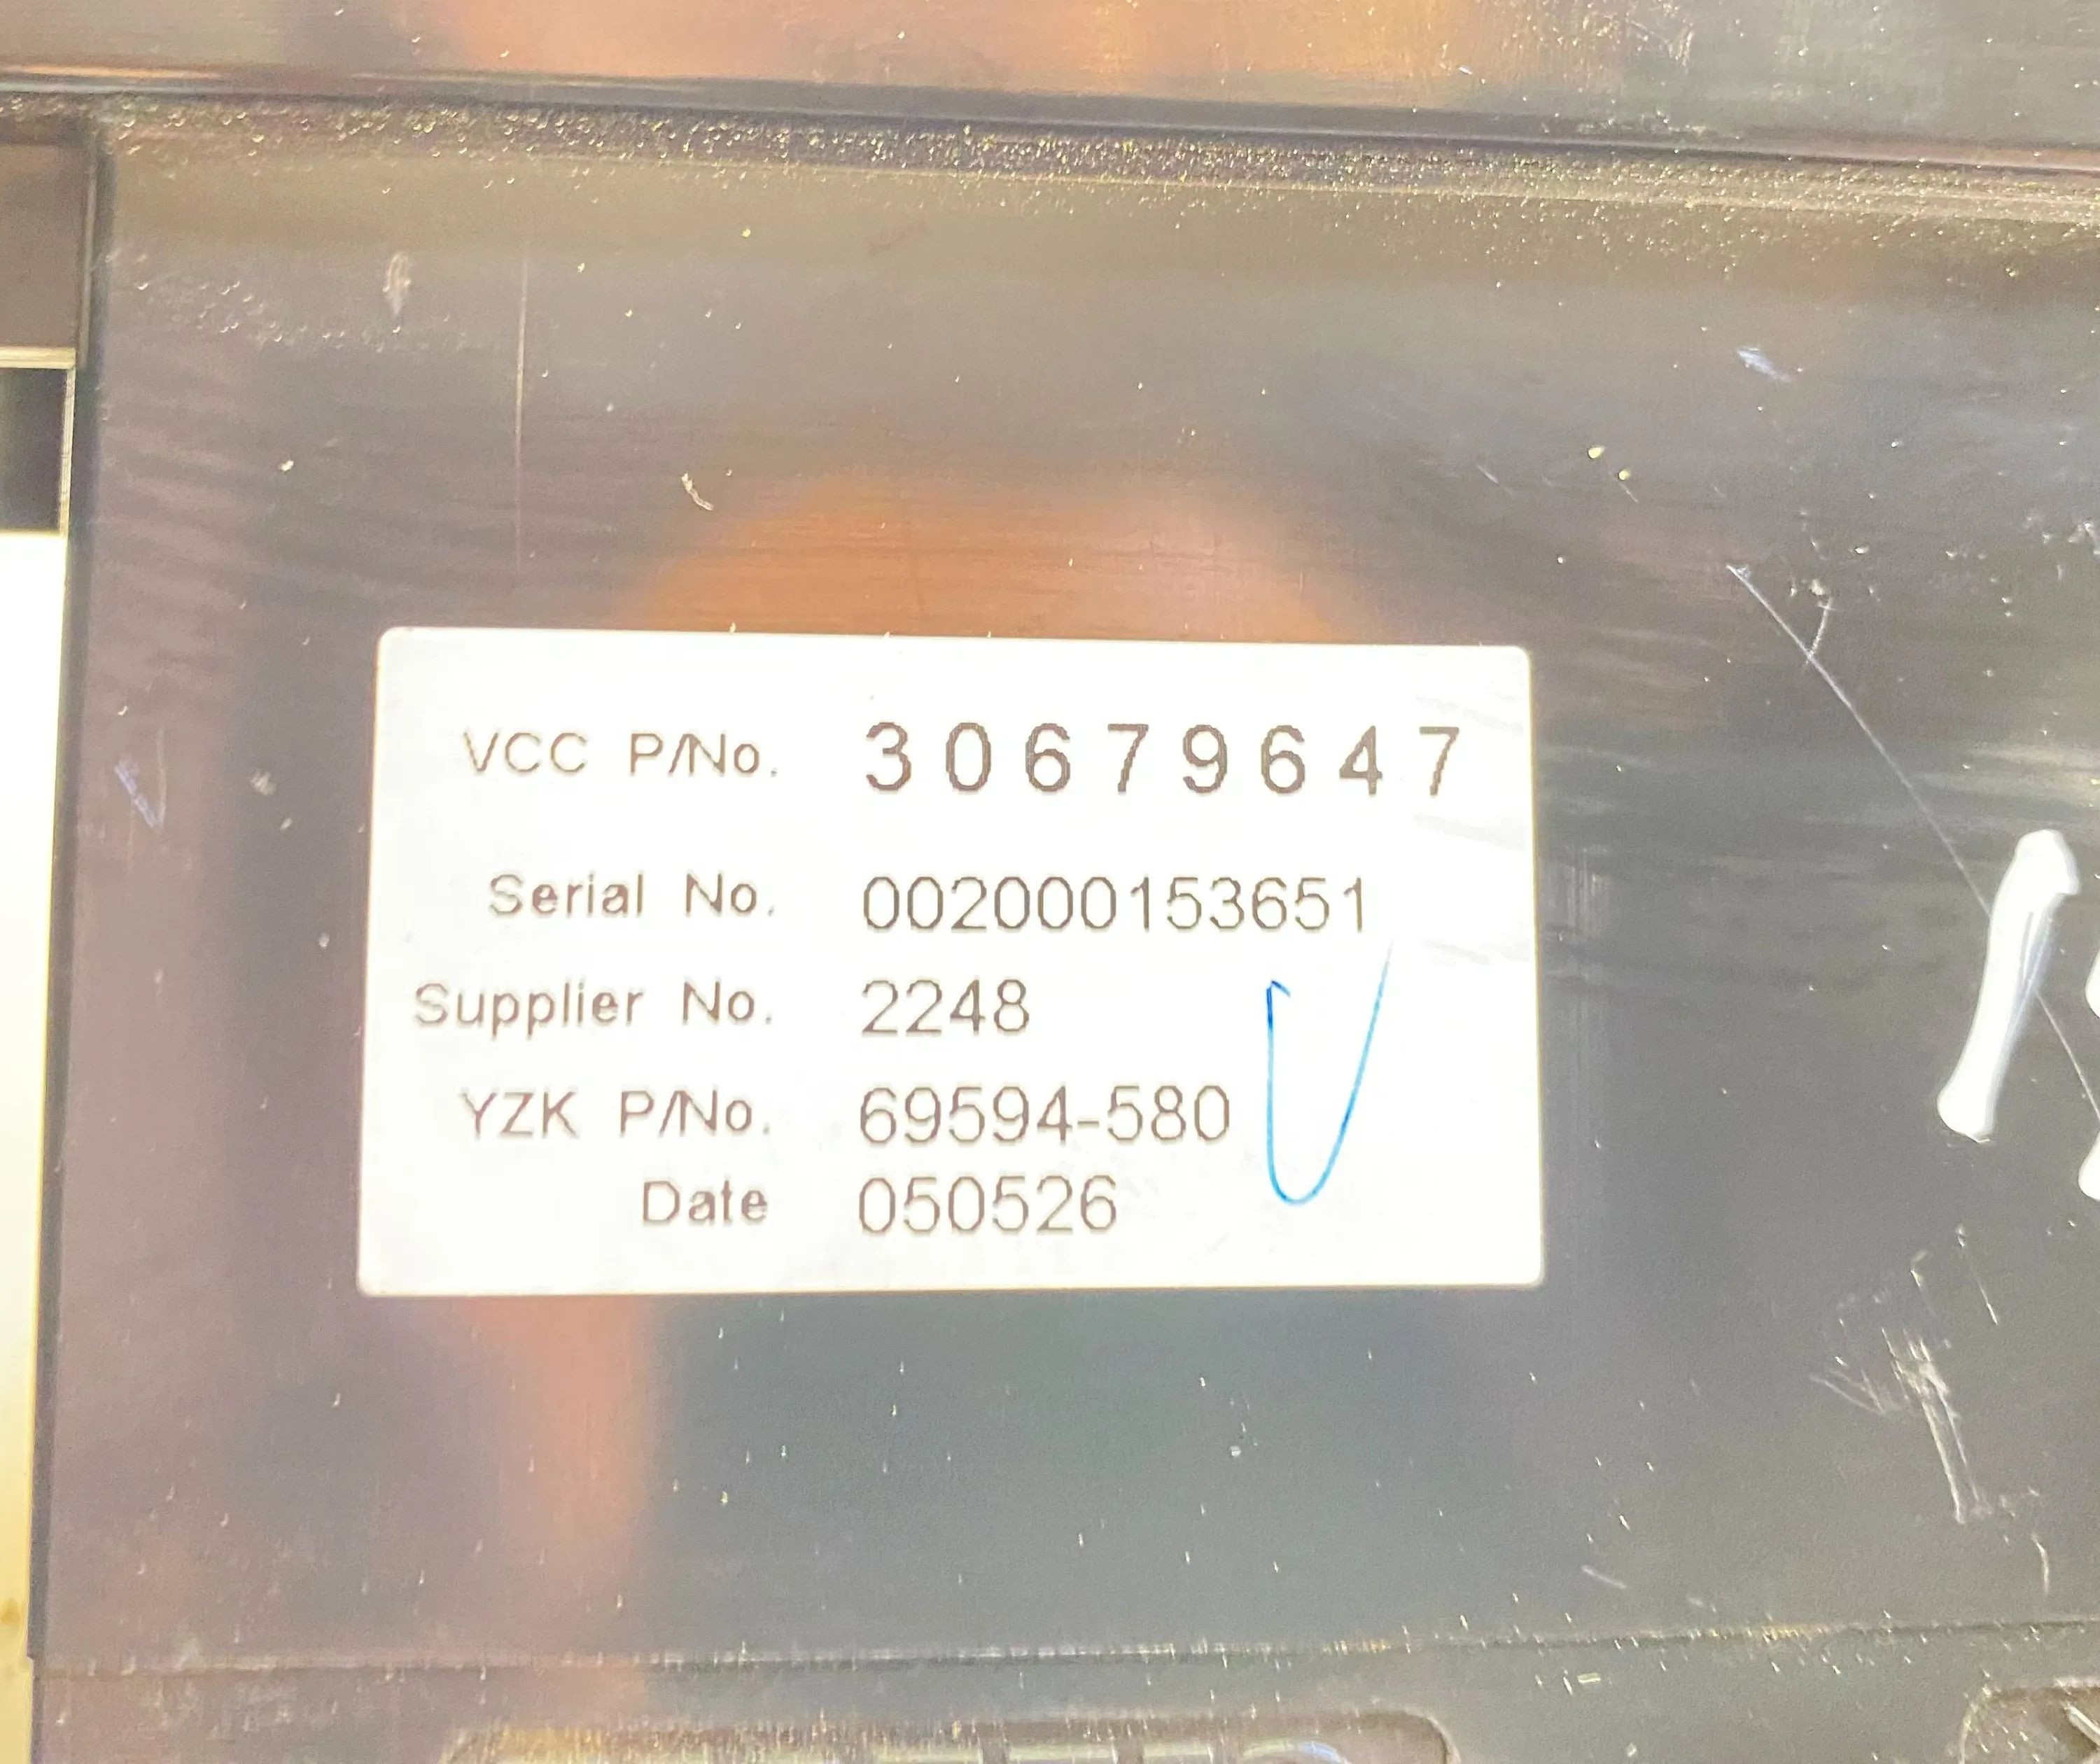 VCC P/No. 30679647
Serial No. 002000153651
Supplier No. 2248
YZK P/No. 69594-580
Date 050526